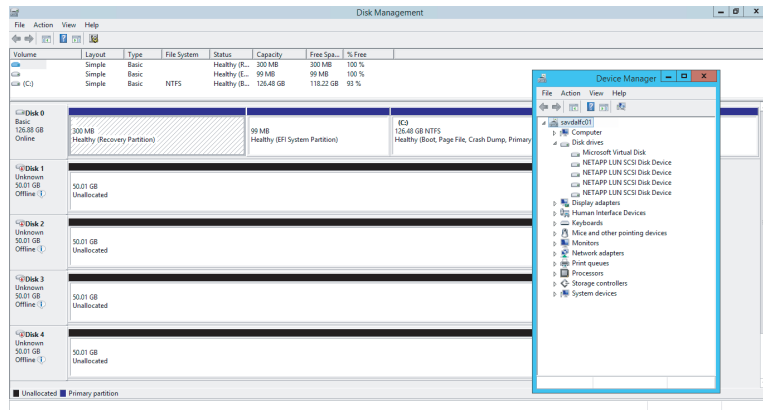 Disk Management
File Action View Help
Volume Layout Type File System Status Capacity Free Spa... % Free
Simple Basic Healthy (R... 300 MB 300 MB 100 %
Simple Basic Healthy (E... 99 MB 99 MB 100 %
(C:) Simple Basic NTFS Healthy (B... 126.48 GB 118.22 GB 93 %
Disk 0
Basic
126.88 GB
Online
300 MB
Healthy (Recovery Partition)
99 MB
Healthy (EFI System Partition)
(C:)
126.48 GB NTFS
Healthy (Boot, Page File, Crash Dump, Primary
Disk 1
Unknown
50.01 GB
Offline
50.01 GB
Unallocated
Disk 2
Unknown
50.01 GB
Offline
50.01 GB
Unallocated
Disk 3
Unknown
50.01 GB
Offline
50.01 GB
Unallocated
Disk 4
Unknown
50.01 GB
Offline
50.01 GB
Unallocated
Unallocated Primary partition
Device Manager
File Action View Help
savdalfc01
Computer
Disk drives
Microsoft Virtual Disk
NETAPP LUN SCSI Disk Device
NETAPP LUN SCSI Disk Device
NETAPP LUN SCSI Disk Device
NETAPP LUN SCSI Disk Device
Display adapters
Human Interface Devices
Keyboards
Mice and other pointing devices
Monitors
Network adapters
Print queues
Processors
Storage controllers
System devices